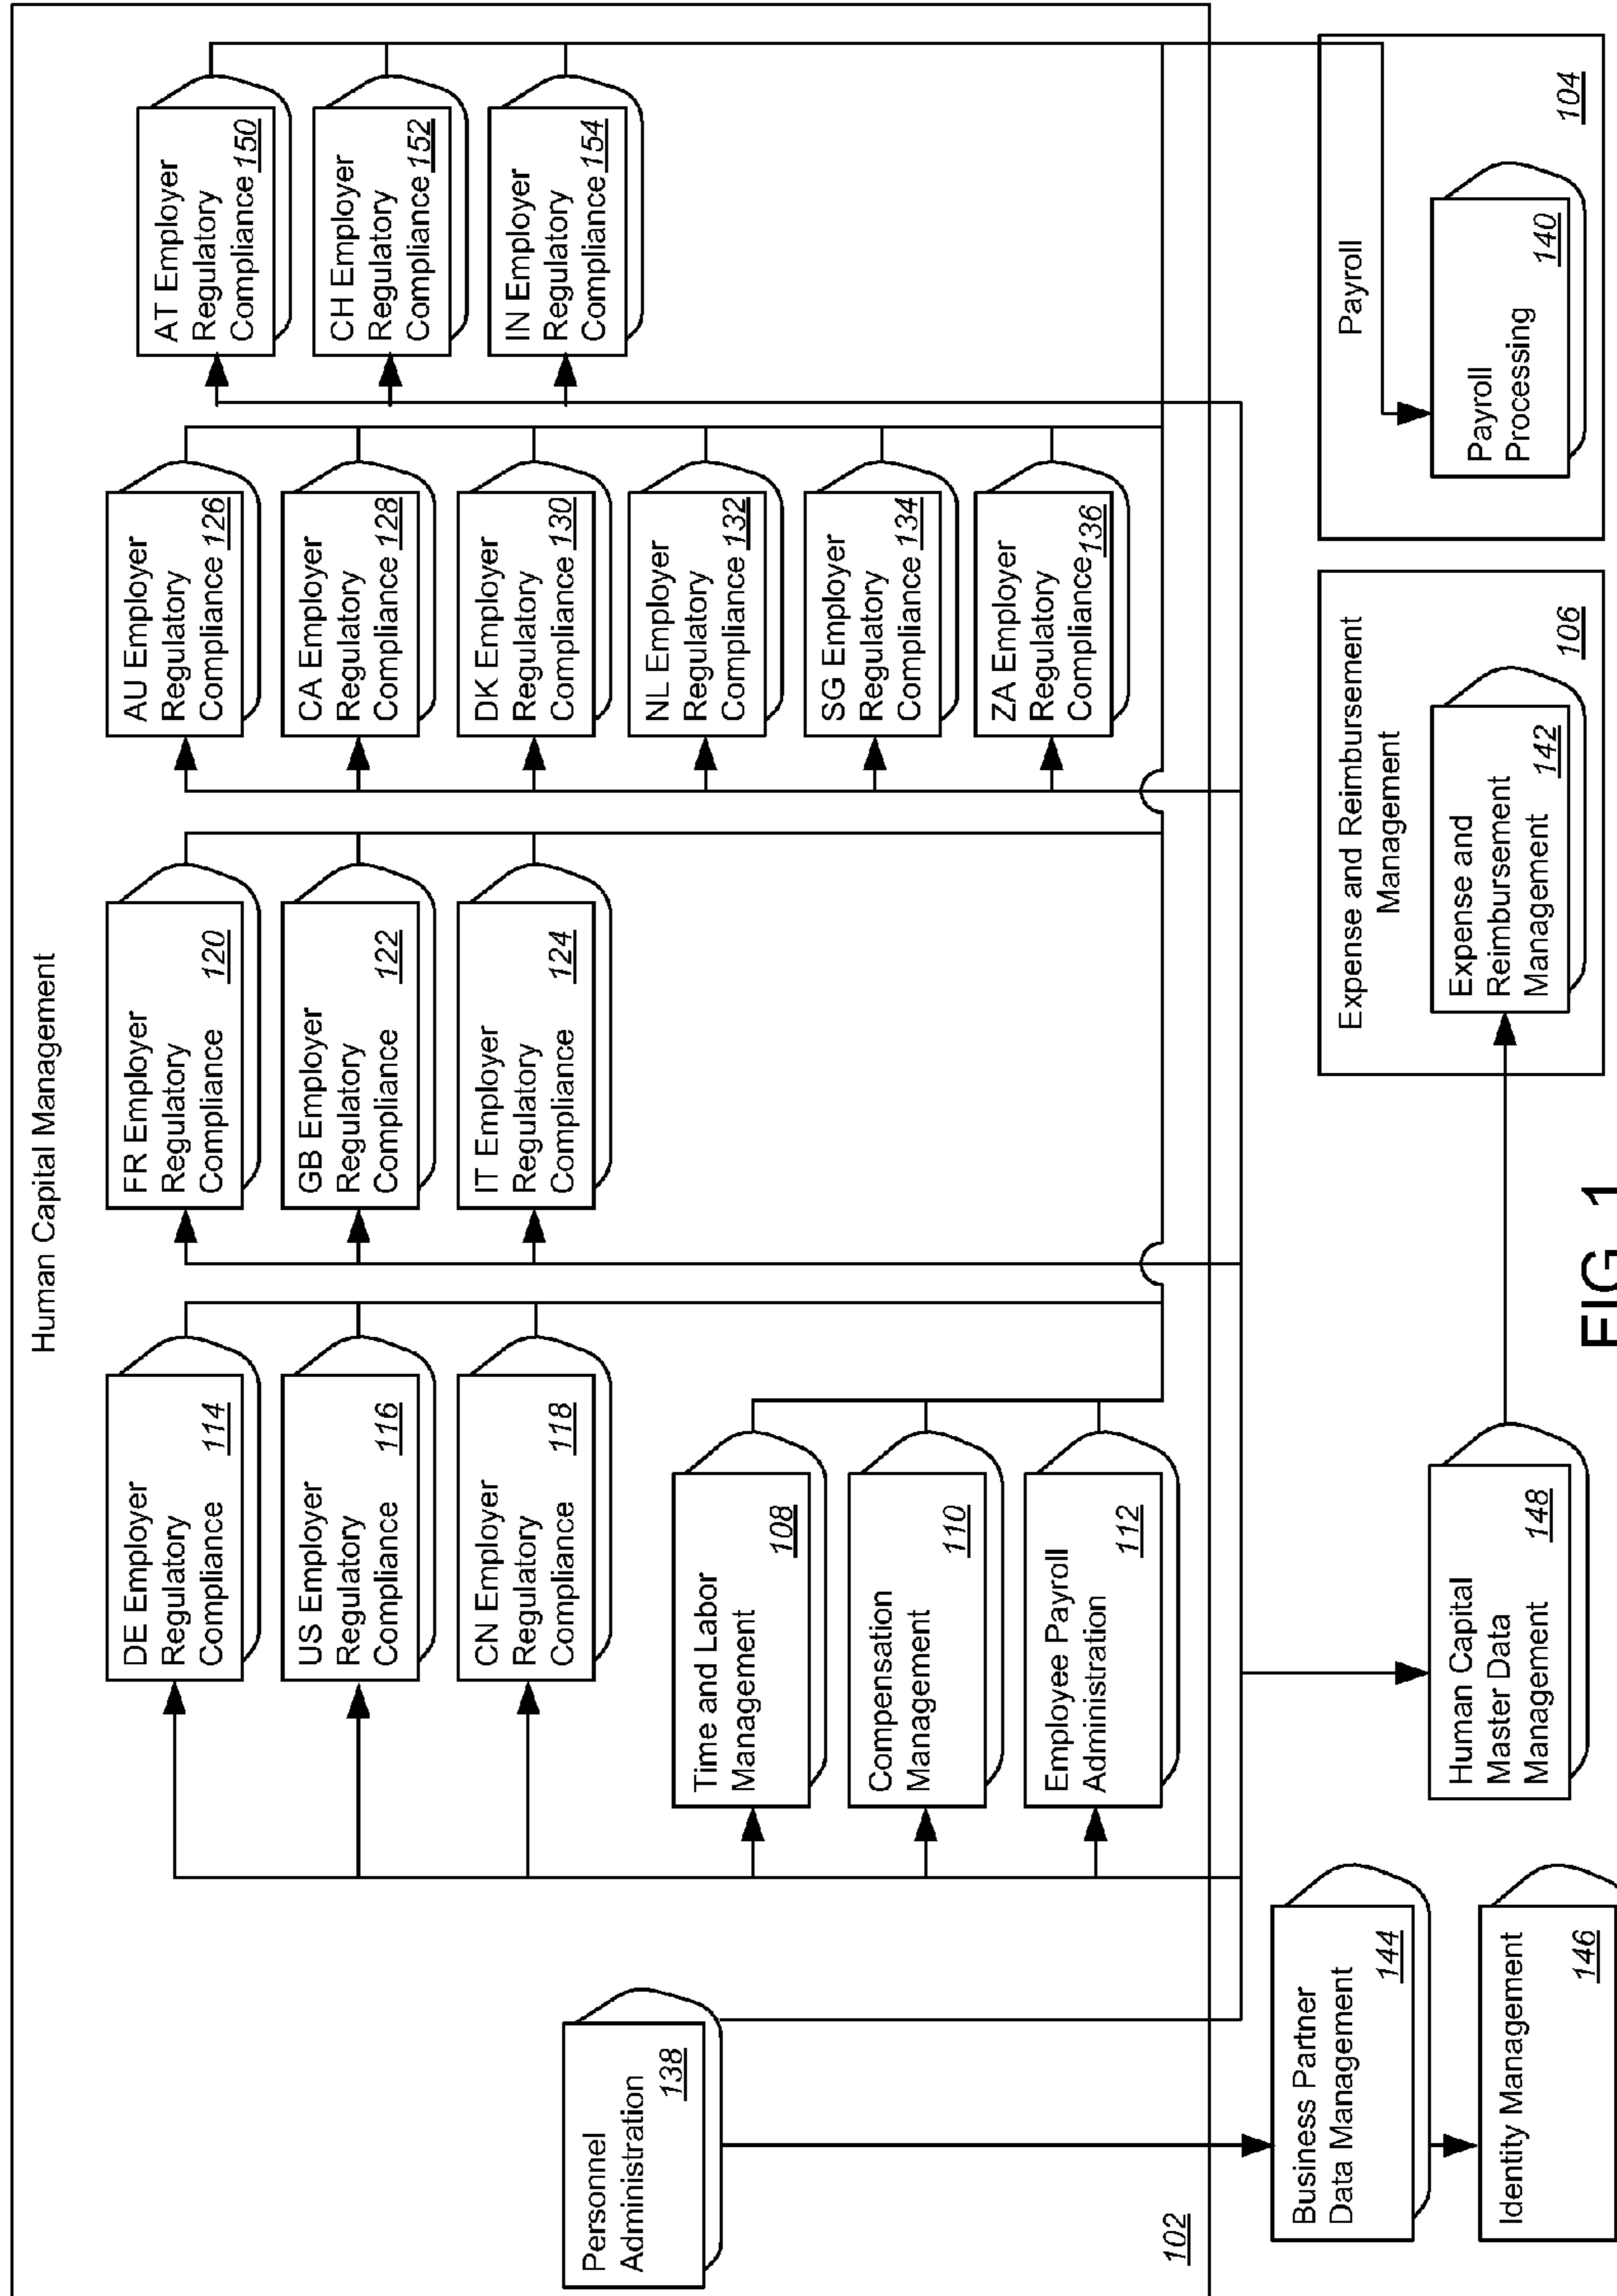 Human Capital Management
DE Employer
Regulatory
Compliance 114
US Employer
Regulatory
Compliance 116
CN Employer
Regulatory
Compliance 118
FR Employer
Regulatory
Compliance 120
GB Employer
Regulatory
Compliance 122
IT Employer
Regulatory
Compliance 124
AU Employer
Regulatory
Compliance 126
CA Employer
Regulatory
Compliance 128
DK Employer
Regulatory
Compliance 130
NL Employer
Regulatory
Compliance 132
SG Employer
Regulatory
Compliance 134
ZA Employer
Regulatory
Compliance 136
AT Employer
Regulatory
Compliance 150
CH Employer
Regulatory
Compliance 152
IN Employer
Regulatory
Compliance 154
Personnel
Administration
138
Time and Labor
Management 108
Compensation
Management 110
Employee Payroll
Administration 112
102
Business Partner
Data Management
144
Identity Management
146
Human Capital
Master Data
Management 148
Expense and Reimbursement
Management
Expense and
Reimbursement
Management 142
106
Payroll
Payroll
Processing 140
104
FIG. 1